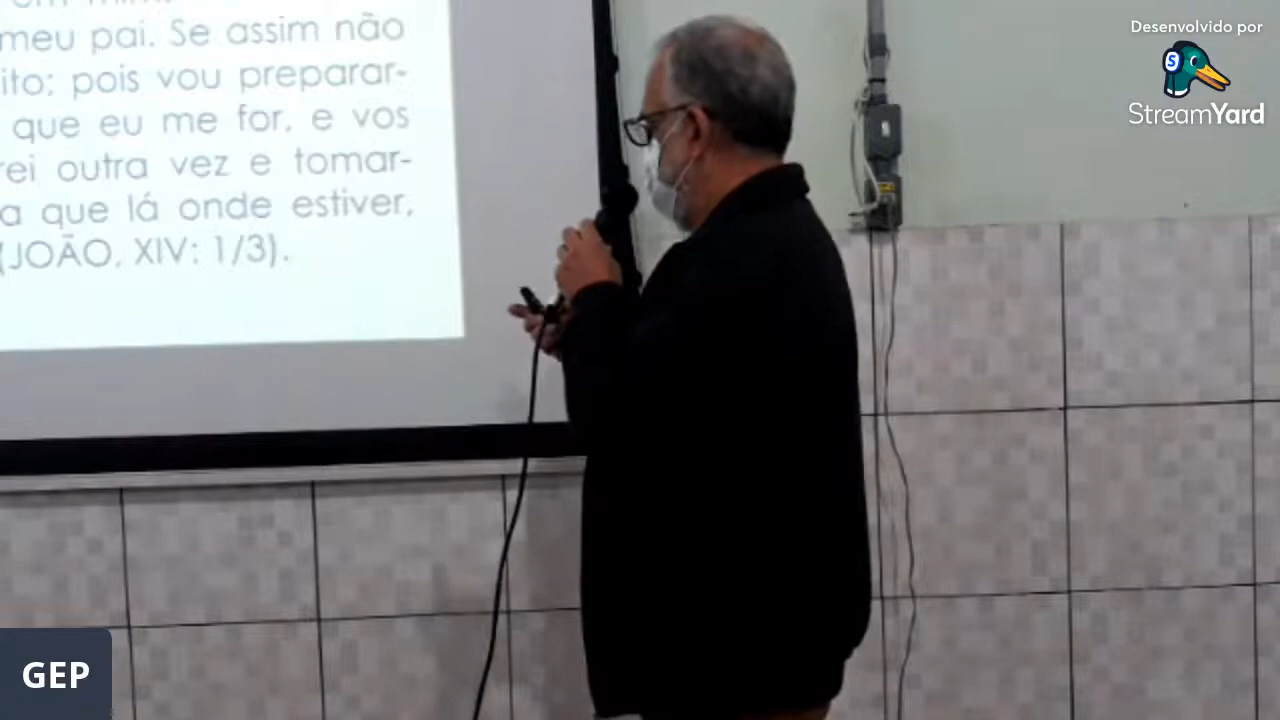 meu pai. Se assim não
ito; pois vou preparar-
que eu me for, e vos
rei outra vez e tomar-
a que lá onde estiver,
(JOÃO, XIV: 1/3).
Desenvolvido por
StreamYard
GEP